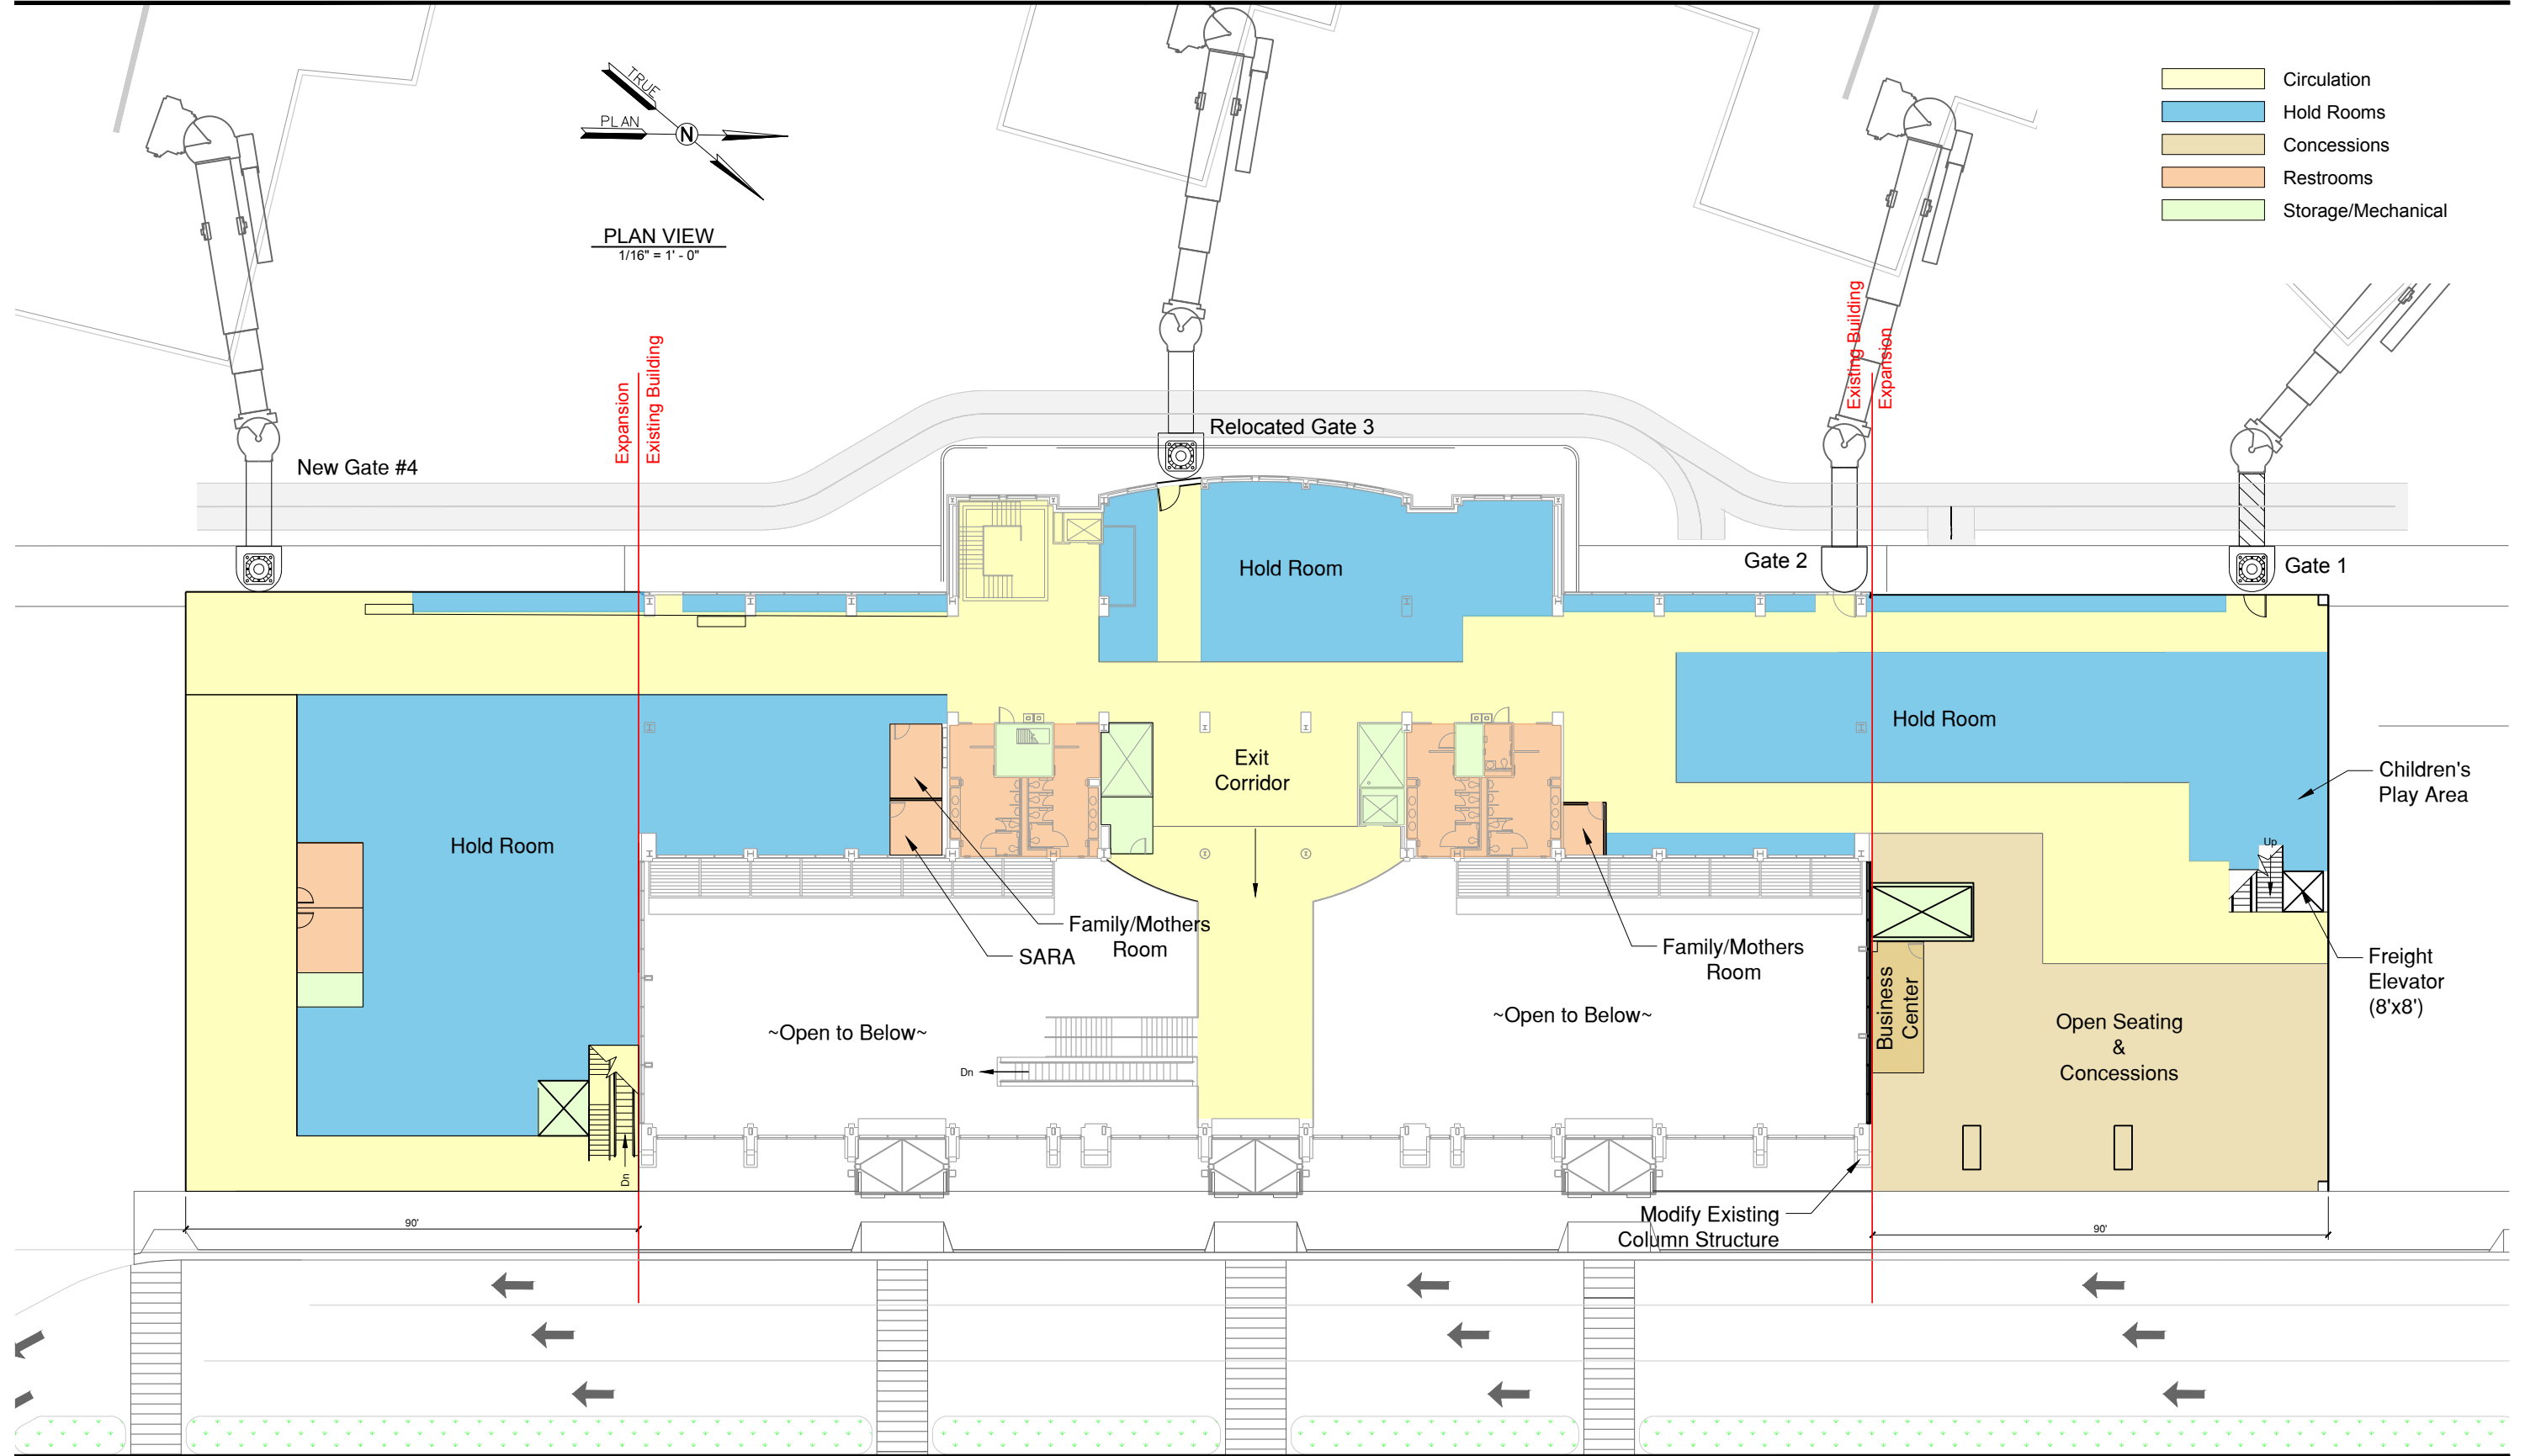 TRUE
PLAN
N
PLAN VIEW
1/16" = 1' - 0"
Circulation
Hold Rooms
Concessions
Restrooms
Storage/Mechanical
Expansion
Existing Building
Existing Building
Expansion
New Gate #4
Relocated Gate 3
Gate 2
Gate 1
Hold Room
Hold Room
Exit
Corridor
Children's
Play Area
Hold Room
Up
Family/Mothers
Room
SARA
Family/Mothers
Room
Freight
Elevator
(8'x8')
Business
Center
~Open to Below~
~Open to Below~
Open Seating
&
Concessions
Dn
Dn
Modify Existing
Column Structure
90'
90'